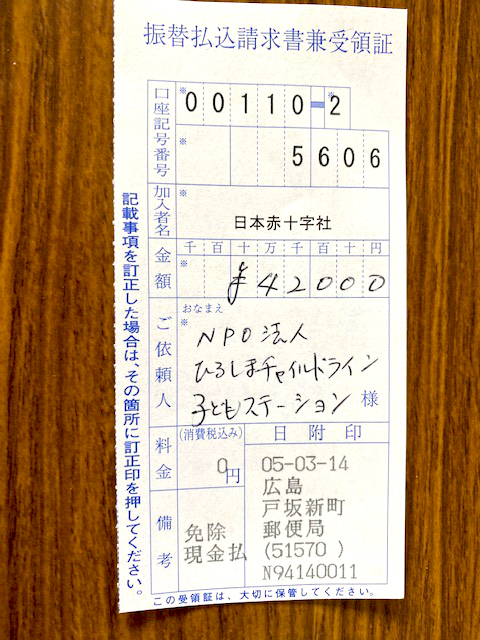 振替払込請求書兼受領証
口座記号番号
※
00110-※2
※
5606
加入者名
※
日本赤十字社
金額
千百十万千百十円
※
¥42000
ご依頼人
おなまえ
※
NPO法人
ひろしまチャイルドライン
子どもステーション 様
料金
(消費税込み)
0円
日附印
05-03-14
広島
戸坂新町
郵便局
(51570 )
N94140011
備考
免除
現金払
記載事項を訂正した場合は、その箇所に訂正印を押してください。
この受領証は、大切に保管してください。